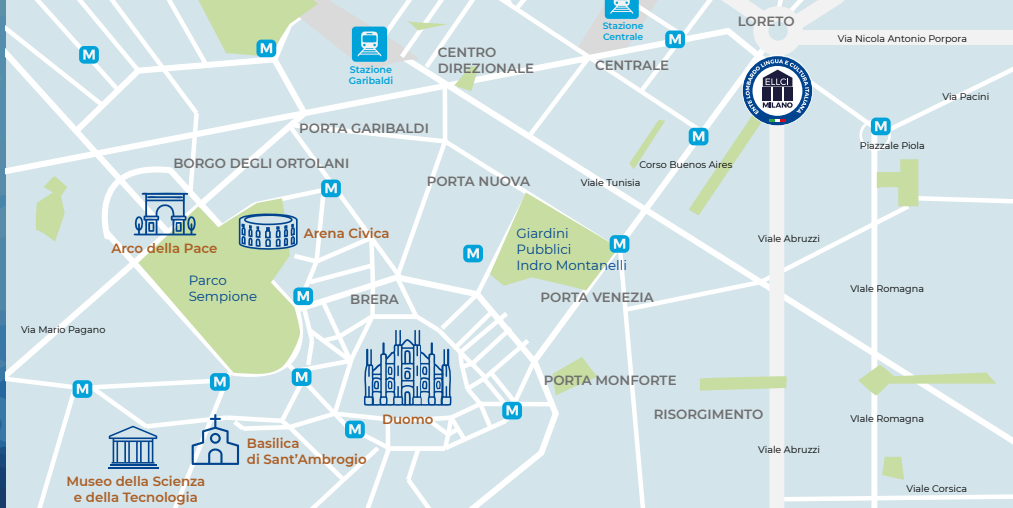 LORETO
Via Nicola Antonio Porpora
Stazione
Centrale
M
M
M
Stazione
Garibaldi
CENTRO
DIREZIONALE
CENTRALE
ENTE LOMBARDO LINGUA E CULTURA ITALIANA
ELLCI
MILANO
Via Pacini
PORTA GARIBALDI
M
M
Piazzale Piola
BORGO DEGLI ORTOLANI
Corso Buenos Aires
PORTA NUOVA
Viale Tunisia
M
Arco della Pace
Arena Civica
Giardini
Pubblici
Indro Montanelli
M
M
Viale Abruzzi
Parco
Sempione
M
BRERA
PORTA VENEZIA
VIale Romagna
Via Mario Pagano
M
M
M
PORTA MONFORTE
Duomo
M
M
RISORGIMENTO
VIale Romagna
Basilica
di Sant'Ambrogio
Viale Abruzzi
Museo della Scienza
e della Tecnologia
Viale Corsica